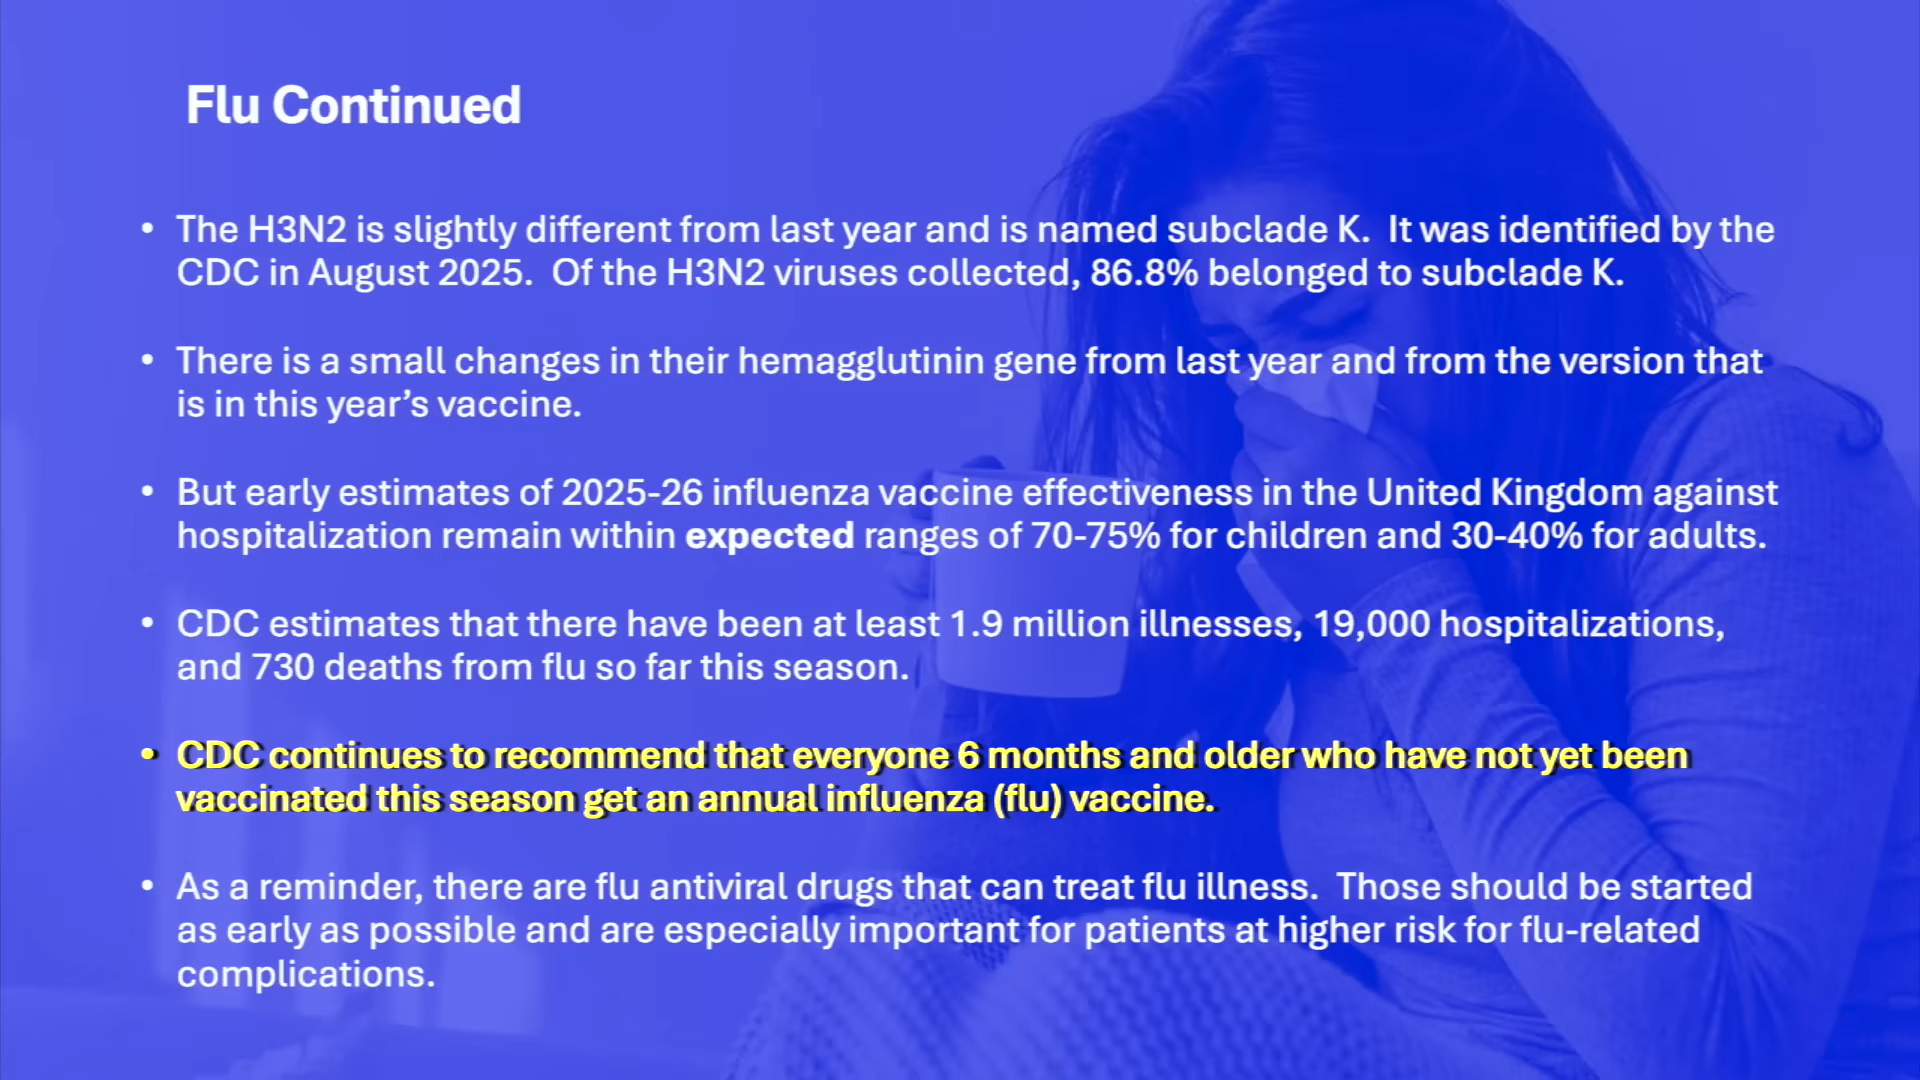 Flu Continued
• The H3N2 is slightly different from last year and is named subclade K.  It was identified by the
CDC in August 2025.  Of the H3N2 viruses collected, 86.8% belonged to subclade K.
• There is a small changes in their hemagglutinin gene from last year and from the version that
is in this year’s vaccine.
• But early estimates of 2025-26 influenza vaccine effectiveness in the United Kingdom against
hospitalization remain within expected ranges of 70-75% for children and 30-40% for adults.
• CDC estimates that there have been at least 1.9 million illnesses, 19,000 hospitalizations,
and 730 deaths from flu so far this season.
• CDC continues to recommend that everyone 6 months and older who have not yet been
vaccinated this season get an annual influenza (flu) vaccine.
• As a reminder, there are flu antiviral drugs that can treat flu illness.  Those should be started
as early as possible and are especially important for patients at higher risk for flu-related
complications.